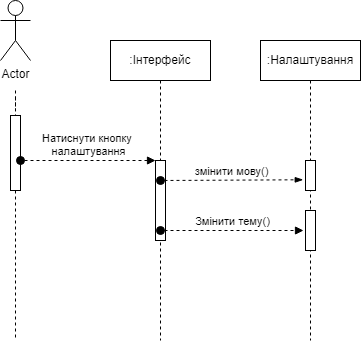 :Інтерфейс
:Налаштування
Actor
Натиснути кнопку
налаштування
змінити мову()
Змінити тему()